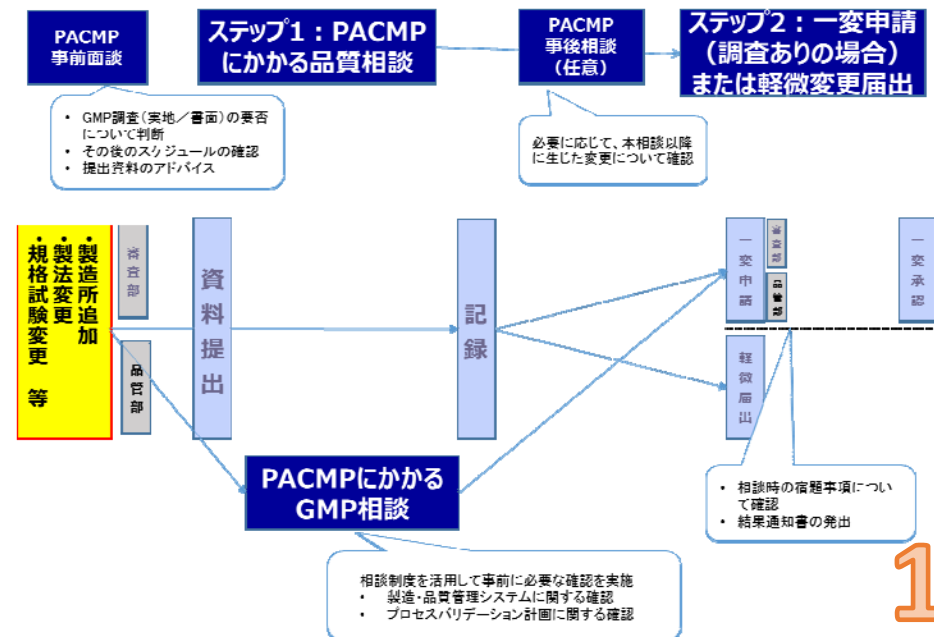 PACMP
事前面談
ステップ1：PACMP
にかかる品質相談
PACMP
事後相談
（任意）
ステップ2：一変申請
（調査ありの場合）
または軽微変更届出
• GMP調査（実地／書面）の要否
について判断
• その後のスケジュールの確認
• 提出資料のアドバイス
必要に応じて、本相談以降
に生じた変更について確認
・製造所追加
・製法変更
・規格試験変更 等
審査部
品管部
資料提出
記録
一変申請
審査部
品管部
一変承認
軽微届出
PACMPにかかる
GMP相談
• 相談時の宿題事項につい
て確認
• 結果通知書の発出
相談制度を活用して事前に必要な確認を実施
• 製造・品質管理システムに関する確認
• プロセスバリデーション計画に関する確認
1